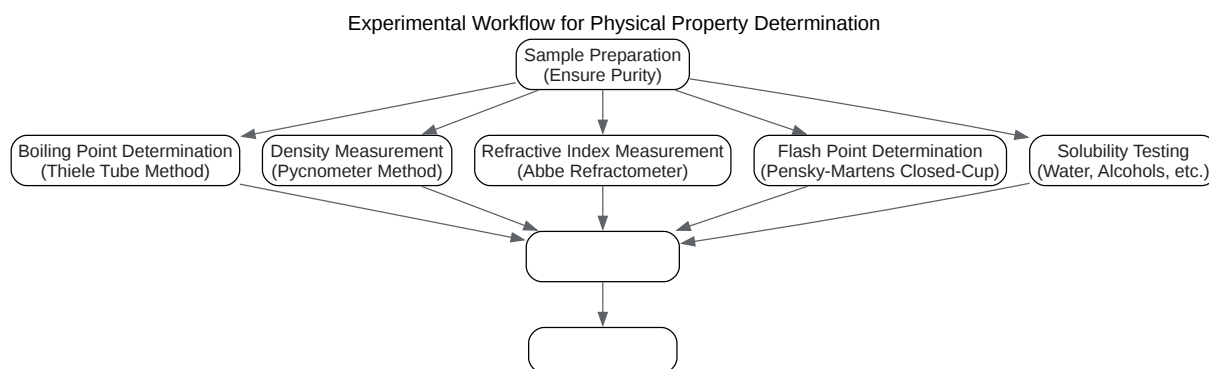 Experimental Workflow for Physical Property Determination
Sample Preparation
(Ensure Purity)
Boiling Point Determination
(Thiele Tube Method)
Density Measurement
(Pycnometer Method)
Refractive Index Measurement
(Abbe Refractometer)
Flash Point Determination
(Pensky-Martens Closed-Cup)
Solubility Testing
(Water, Alcohols, etc.)